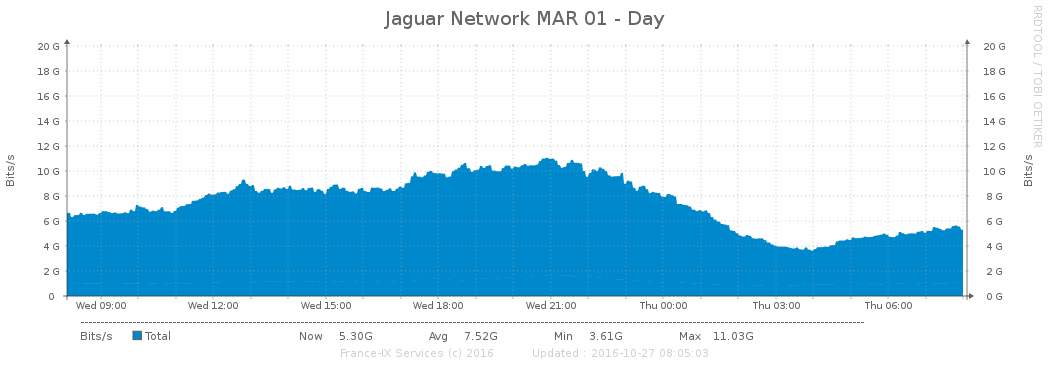 Jaguar Network MAR 01 - Day
RRDTOOL / TOBI OETIKER
Bits/s
20 G 20 G
18 G 18 G
16 G 16 G
14 G 14 G
12 G 12 G
10 G 10 G
8 G 8 G
6 G 6 G
4 G 4 G
2 G 2 G
0 0 G
Bits/s
Wed 09:00 Wed 12:00 Wed 15:00 Wed 18:00 Wed 21:00 Thu 00:00 Thu 03:00 Thu 06:00
Bits/s Total Now 5.30G Avg 7.52G Min 3.61G Max 11.03G
France-IX Services (c) 2016 Updated : 2016-10-27 08:05:03